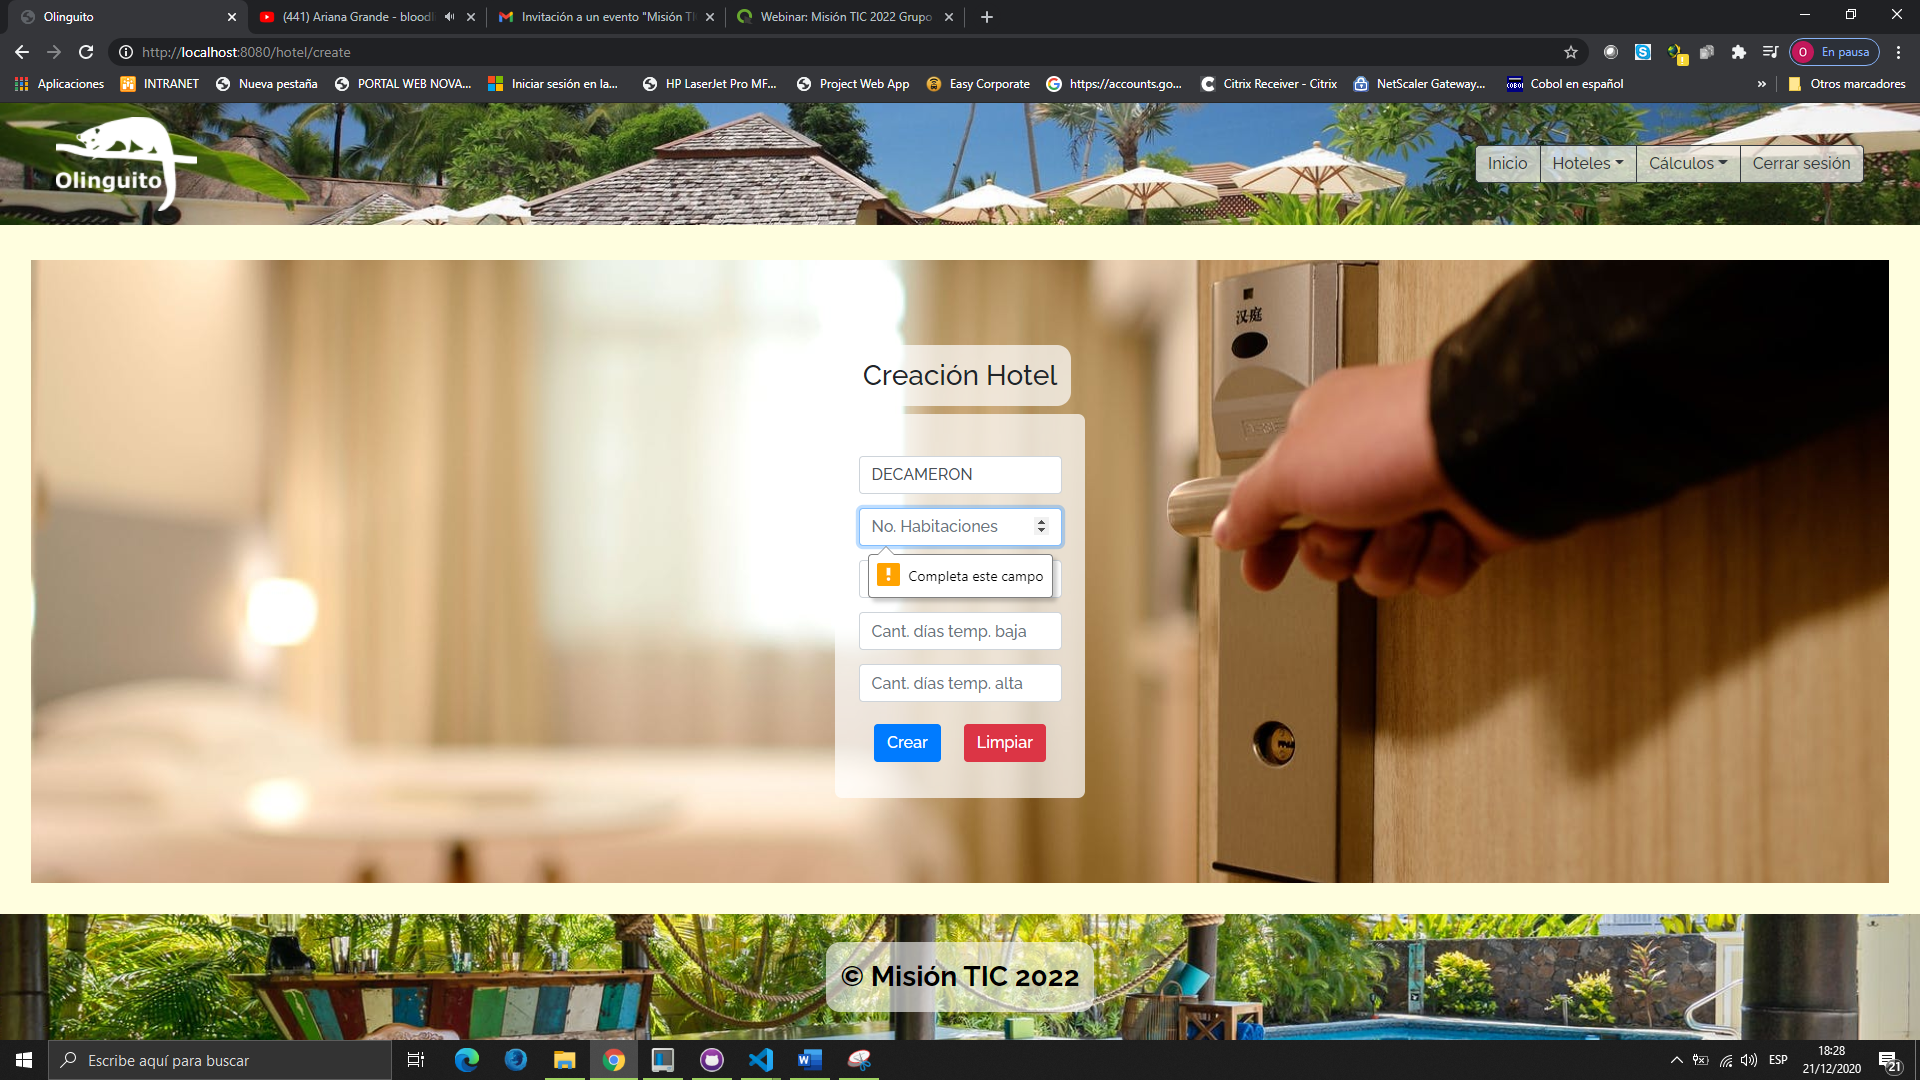 Olinguito
(441) Ariana Grande - blood
Invitación a un evento "Misión TI
Webinar: Misión TIC 2022 Grupo
http://localhost:8080/hotel/create
O
En pausa
Aplicaciones
INTRANET
Nueva pestaña
PORTAL WEB NOVA...
Iniciar sesión en la...
HP LaserJet Pro MF...
Project Web App
Easy Corporate
https://accounts.go...
Citrix Receiver - Citrix
NetScaler Gateway...
Cobol en español
Otros marcadores
Olinguito
Inicio
Hoteles
Cálculos
Cerrar sesión
汉庭
Creación Hotel
DECAMERON
No. Habitaciones
Completa este campo
Cant. días temp. baja
Cant. días temp. alta
Crear
Limpiar
© Misión TIC 2022
Escribe aquí para buscar
ESP
18:28
21/12/2020
21